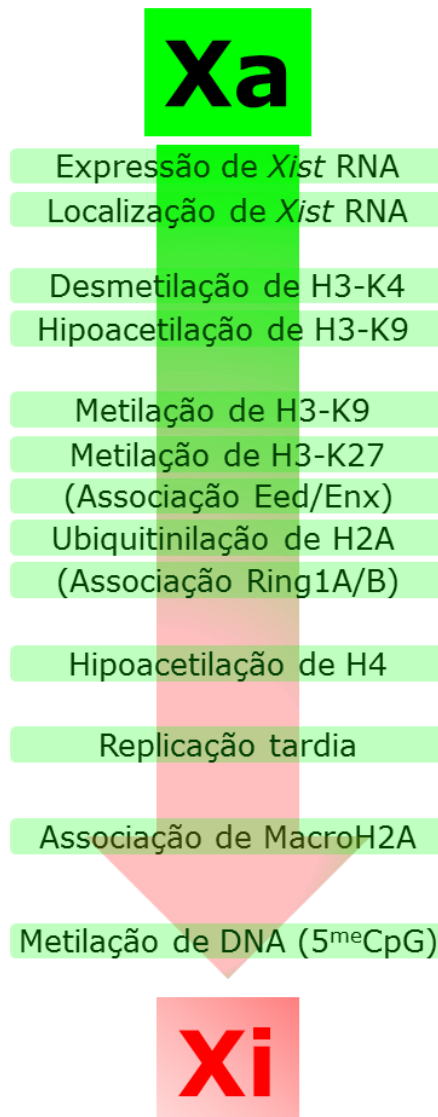 Xa
Expressão de Xist RNA
Localização de Xist RNA
Desmetilação de H3-K4
Hipoacetilação de H3-K9
Metilação de H3-K9
Metilação de H3-K27
(Associação Eed/Enx)
Ubiquitinilação de H2A
(Associação Ring1A/B)
Hipoacetilação de H4
Replicação tardia
Associação de MacroH2A
Metilação de DNA (5ᵐᵉCpG)
Xi